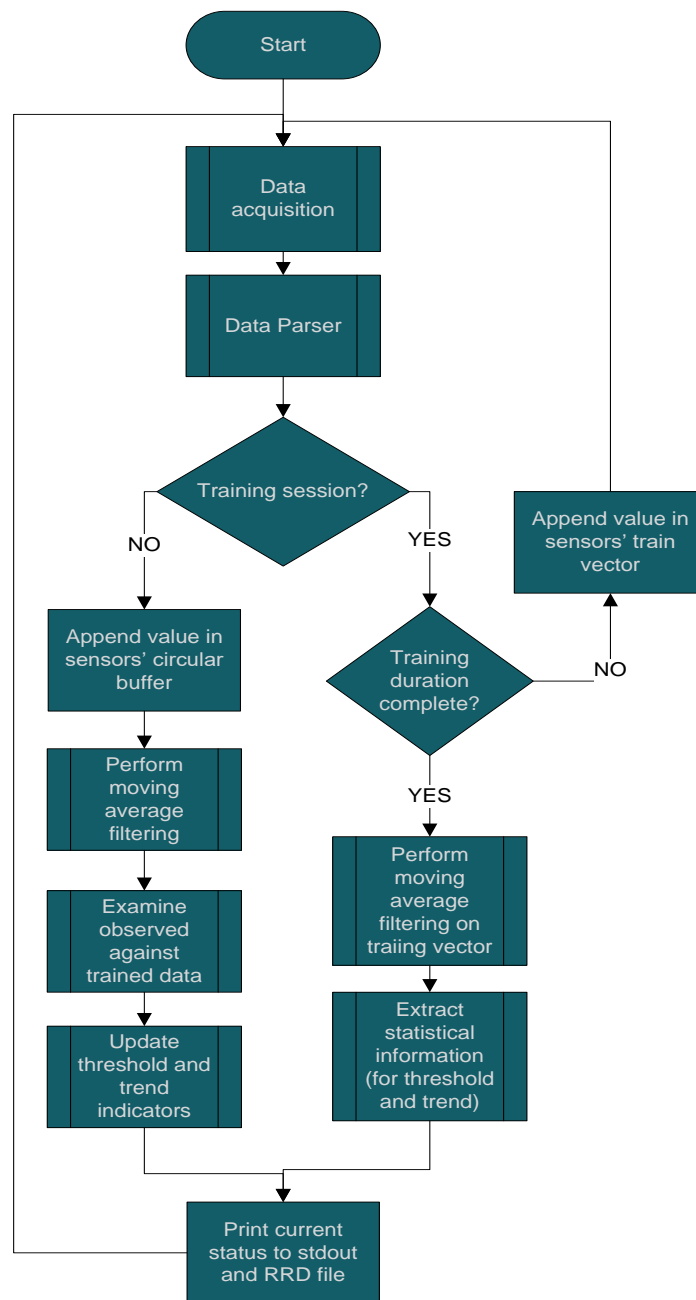 Start
Data
acquisition
Data Parser
Training session?
NO
YES
Append value in
sensors’ train
vector
Append value in
sensors’ circular
buffer
Training
duration
complete?
NO
Perform
moving
average
filtering
YES
Perform
moving
average
filtering on
traiing vector
Examine
observed
against
trained data
Extract
statistical
information
(for threshold
and trend)
Update
threshold and
trend
indicators
Print current
status to stdout
and RRD file